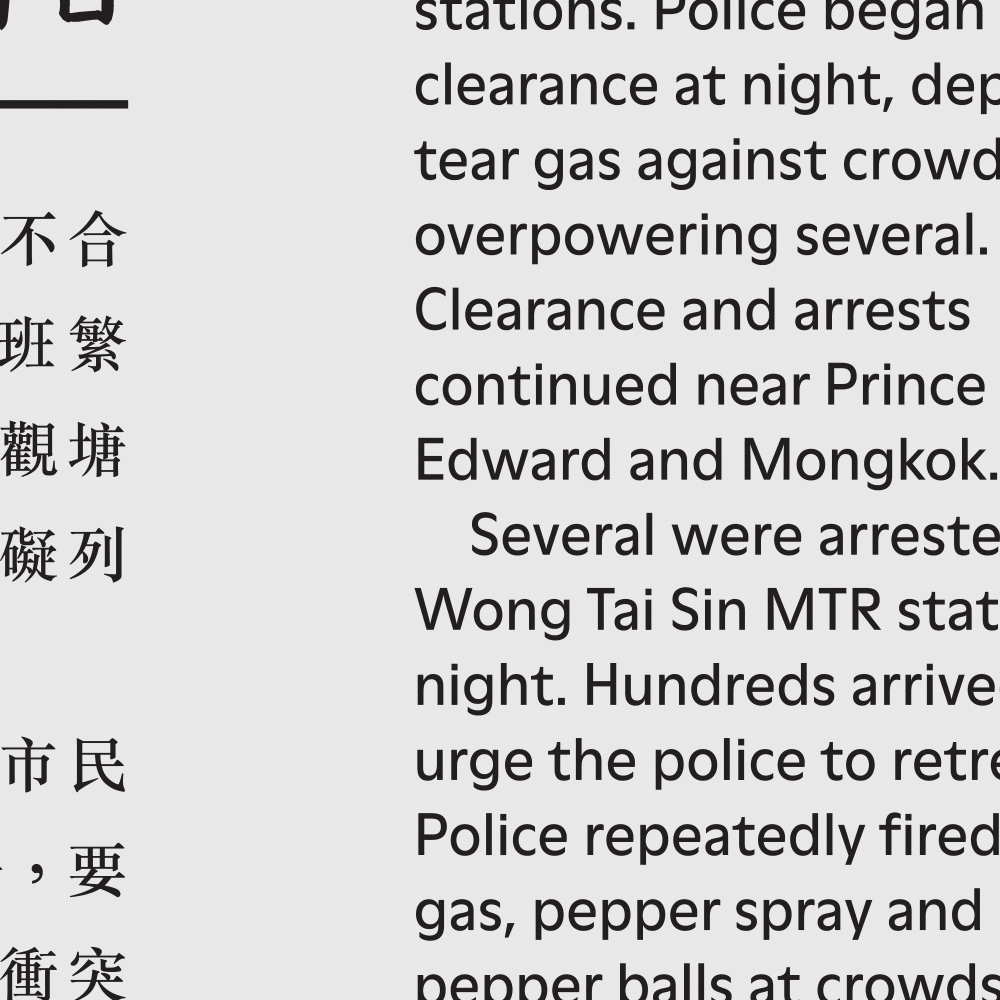 不合
班繁
觀塘
礙列
市民
，要
衝突
stations. Police began
clearance at night, dep
tear gas against crowd
overpowering several.
Clearance and arrests
continued near Prince
Edward and Mongkok.
Several were arreste
Wong Tai Sin MTR stat
night. Hundreds arrive
urge the police to retre
Police repeatedly fired
gas, pepper spray and
pepper balls at crowds